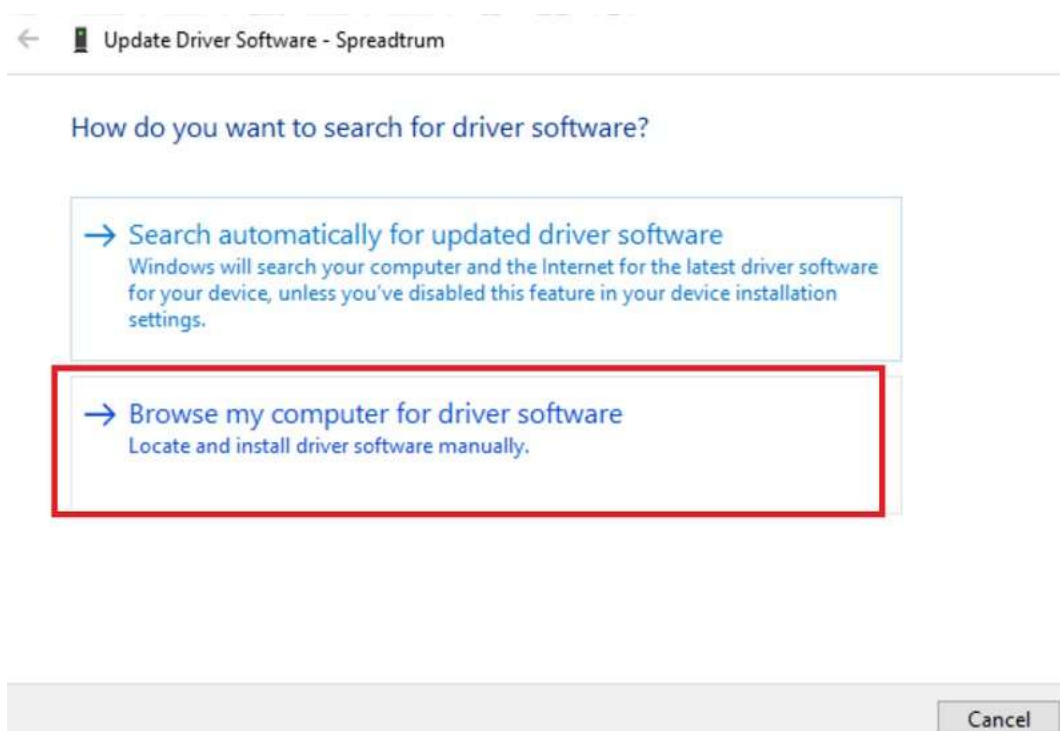 Update Driver Software - Spreadtrum
How do you want to search for driver software?
Search automatically for updated driver software
Windows will search your computer and the Internet for the latest driver software
for your device, unless you've disabled this feature in your device installation
settings.
Browse my computer for driver software
Locate and install driver software manually.
Cancel